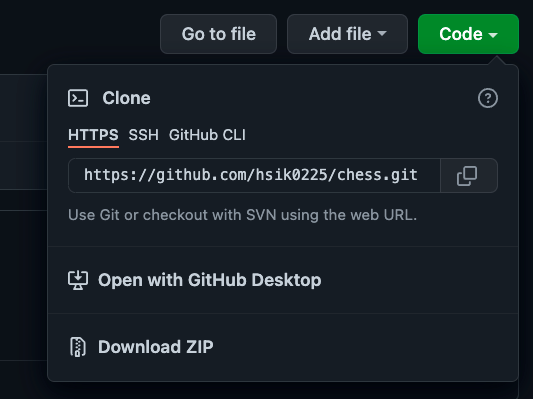 Go to file Add file Code
Clone
HTTPS SSH GitHub CLI
https://github.com/hsik0225/chess.git
Use Git or checkout with SVN using the web URL.
Open with GitHub Desktop
Download ZIP